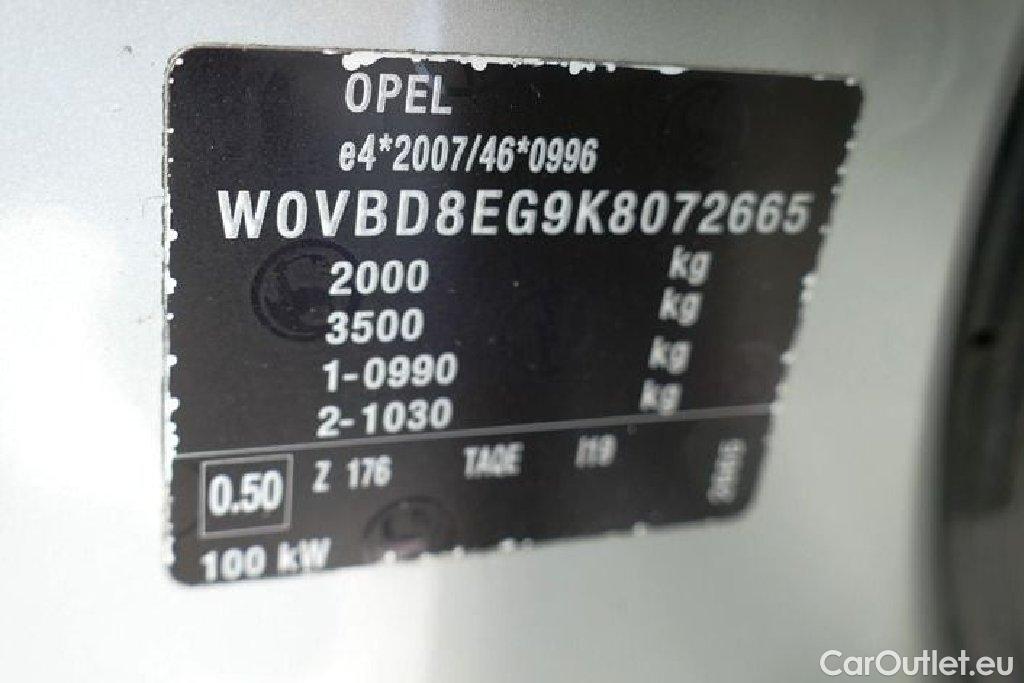 OPEL
e4*2007/46*0996
W0VBD8EG9K8072665
2000 kg
3500 kg
1-0990 kg
2-1030 kg
0.50 Z 176 TAQE /19
100 kW
CarOutlet.eu